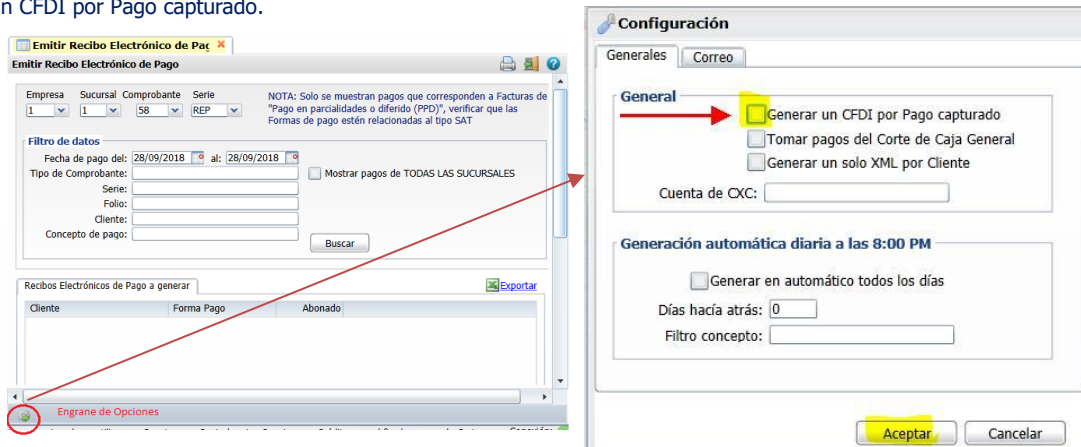 n CFDI por Pago capturado.
Emitir Recibo Electrónico de Pag
Emitir Recibo Electrónico de Pago
Empresa Sucursal Comprobante Serie
1 1 58 REP
NOTA: Solo se muestran pagos que corresponden a Facturas de
"Pago en parcialidades o diferido (PPD)", verificar que las
Formas de pago estén relacionadas al tipo SAT
Filtro de datos
Fecha de pago del: 28/09/2018 al: 28/09/2018
Tipo de Comprobante:
Mostrar pagos de TODAS LAS SUCURSALES
Serie:
Folio:
Cliente:
Concepto de pago:
Buscar
Recibos Electrónicos de Pago a generar
Exportar
Cliente Forma Pago Abonado
Engrane de Opciones
Configuración
Generales Correo
General
Generar un CFDI por Pago capturado
Tomar pagos del Corte de Caja General
Generar un solo XML por Cliente
Cuenta de CXC:
Generación automática diaria a las 8:00 PM
Generar en automático todos los días
Días hacía atrás: 0
Filtro concepto:
Aceptar Cancelar